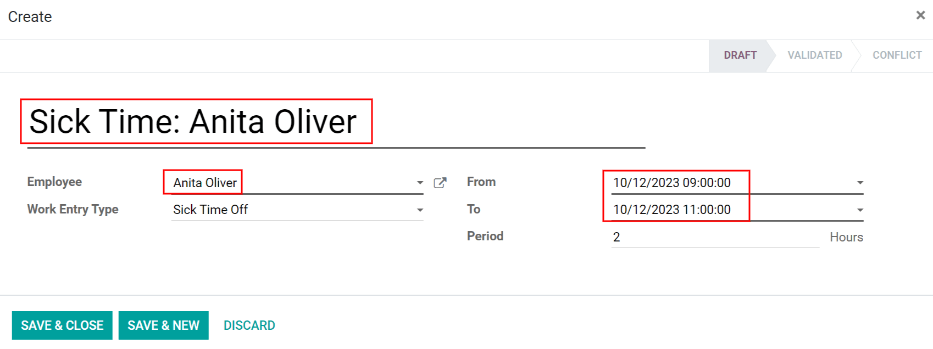 Create ×
DRAFT VALIDATED CONFLICT
Sick Time: Anita Oliver
Employee Anita Oliver From 10/12/2023 09:00:00
Work Entry Type Sick Time Off To 10/12/2023 11:00:00
Period 2 Hours
SAVE & CLOSE SAVE & NEW DISCARD